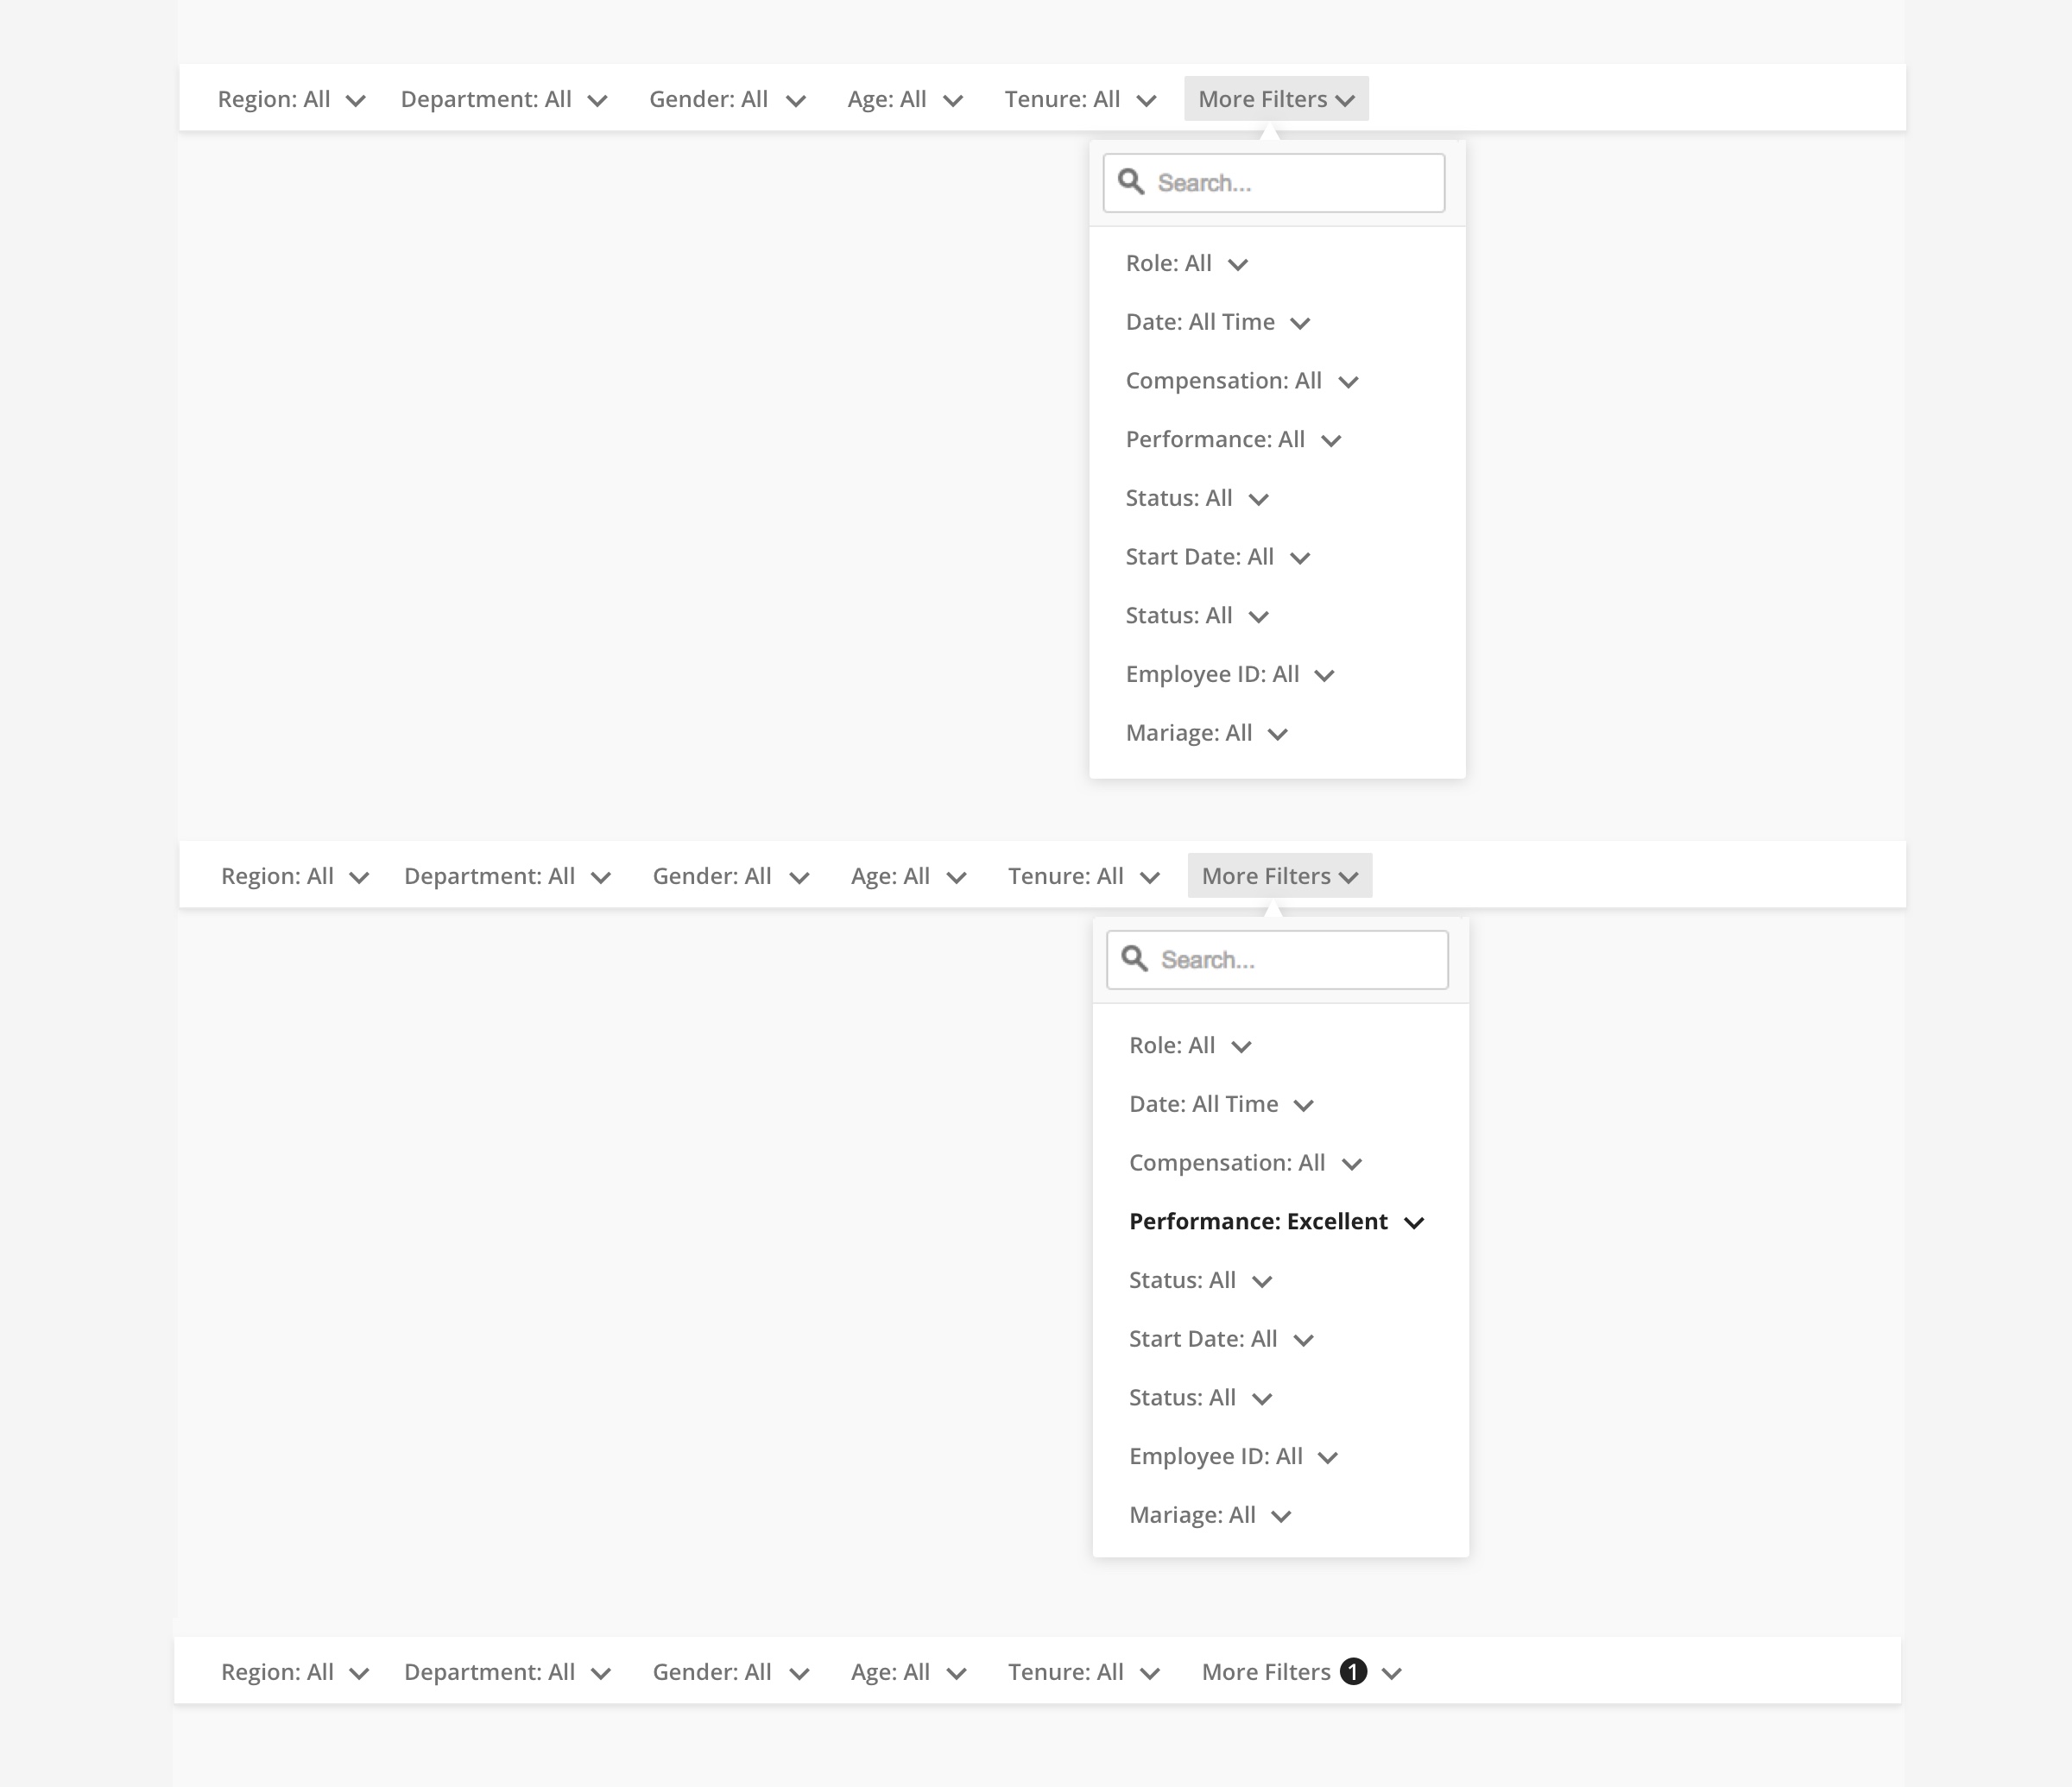 Region: All Department: All Gender: All Age: All Tenure: All More Filters
Search...
Role: All
Date: All Time
Compensation: All
Performance: All
Status: All
Start Date: All
Status: All
Employee ID: All
Mariage: All
Region: All Department: All Gender: All Age: All Tenure: All More Filters
Search...
Role: All
Date: All Time
Compensation: All
Performance: Excellent
Status: All
Start Date: All
Status: All
Employee ID: All
Mariage: All
Region: All Department: All Gender: All Age: All Tenure: All More Filters 1